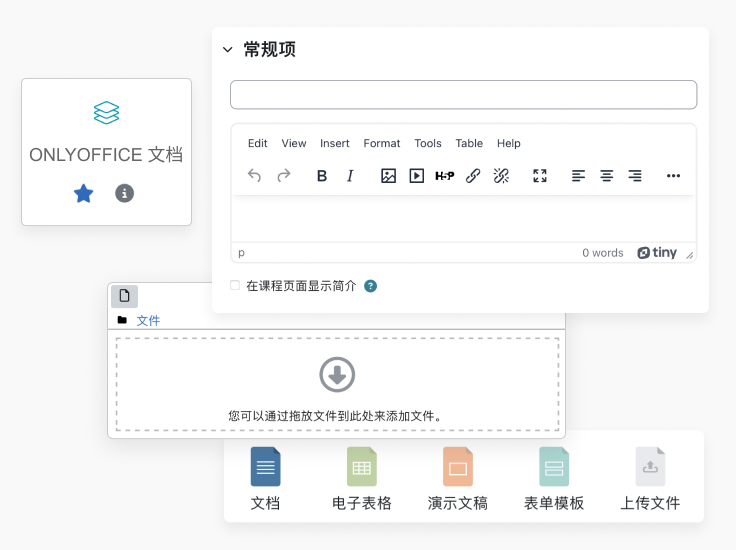 常规项
ONLYOFFICE 文档
Edit View Insert Format Tools Table Help
B I H-P
p 0 words tiny
在课程页面显示简介 ?
文件
您可以通过拖放文件到此处来添加文件。
文档 电子表格 演示文稿 表单模板 上传文件